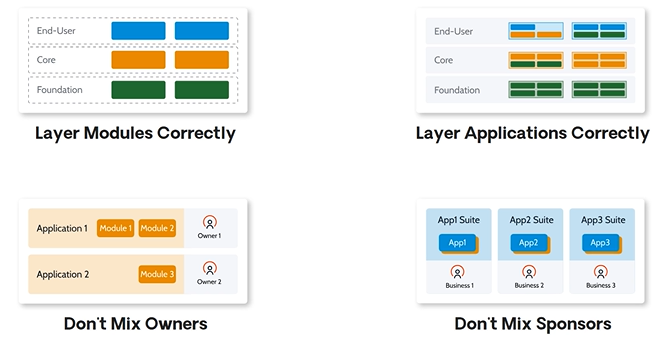 End-User
Core
Foundation
Layer Modules Correctly
End-User
Core
Foundation
Layer Applications Correctly
Application 1
Module 1
Module 2
Owner 1
Application 2
Module 3
Owner 2
Don't Mix Owners
App1 Suite
App2 Suite
App3 Suite
App1
App2
App3
Business 1
Business 2
Business 3
Don't Mix Sponsors